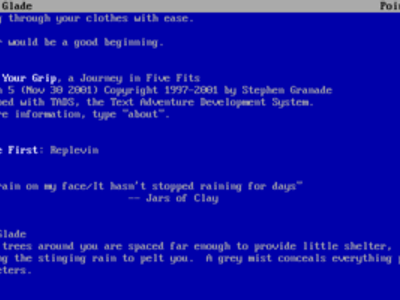 Glade Poi
g through your clothes with ease.
r would be a good beginning.
Your Grip, a Journey in Five Fits
n 5 (Nov 30 2001) Copyright 1997-2001 by Stephen Granade
ped with TADS, the Text Adventure Development System.
re information, type "about".
e First: Replevin
rain on my face/It hasn't stopped raining for days"
-- Jars of Clay
Glade
trees around you are spaced far enough to provide little shelter,
ng the stinging rain to pelt you. A grey mist conceals everything
eters.